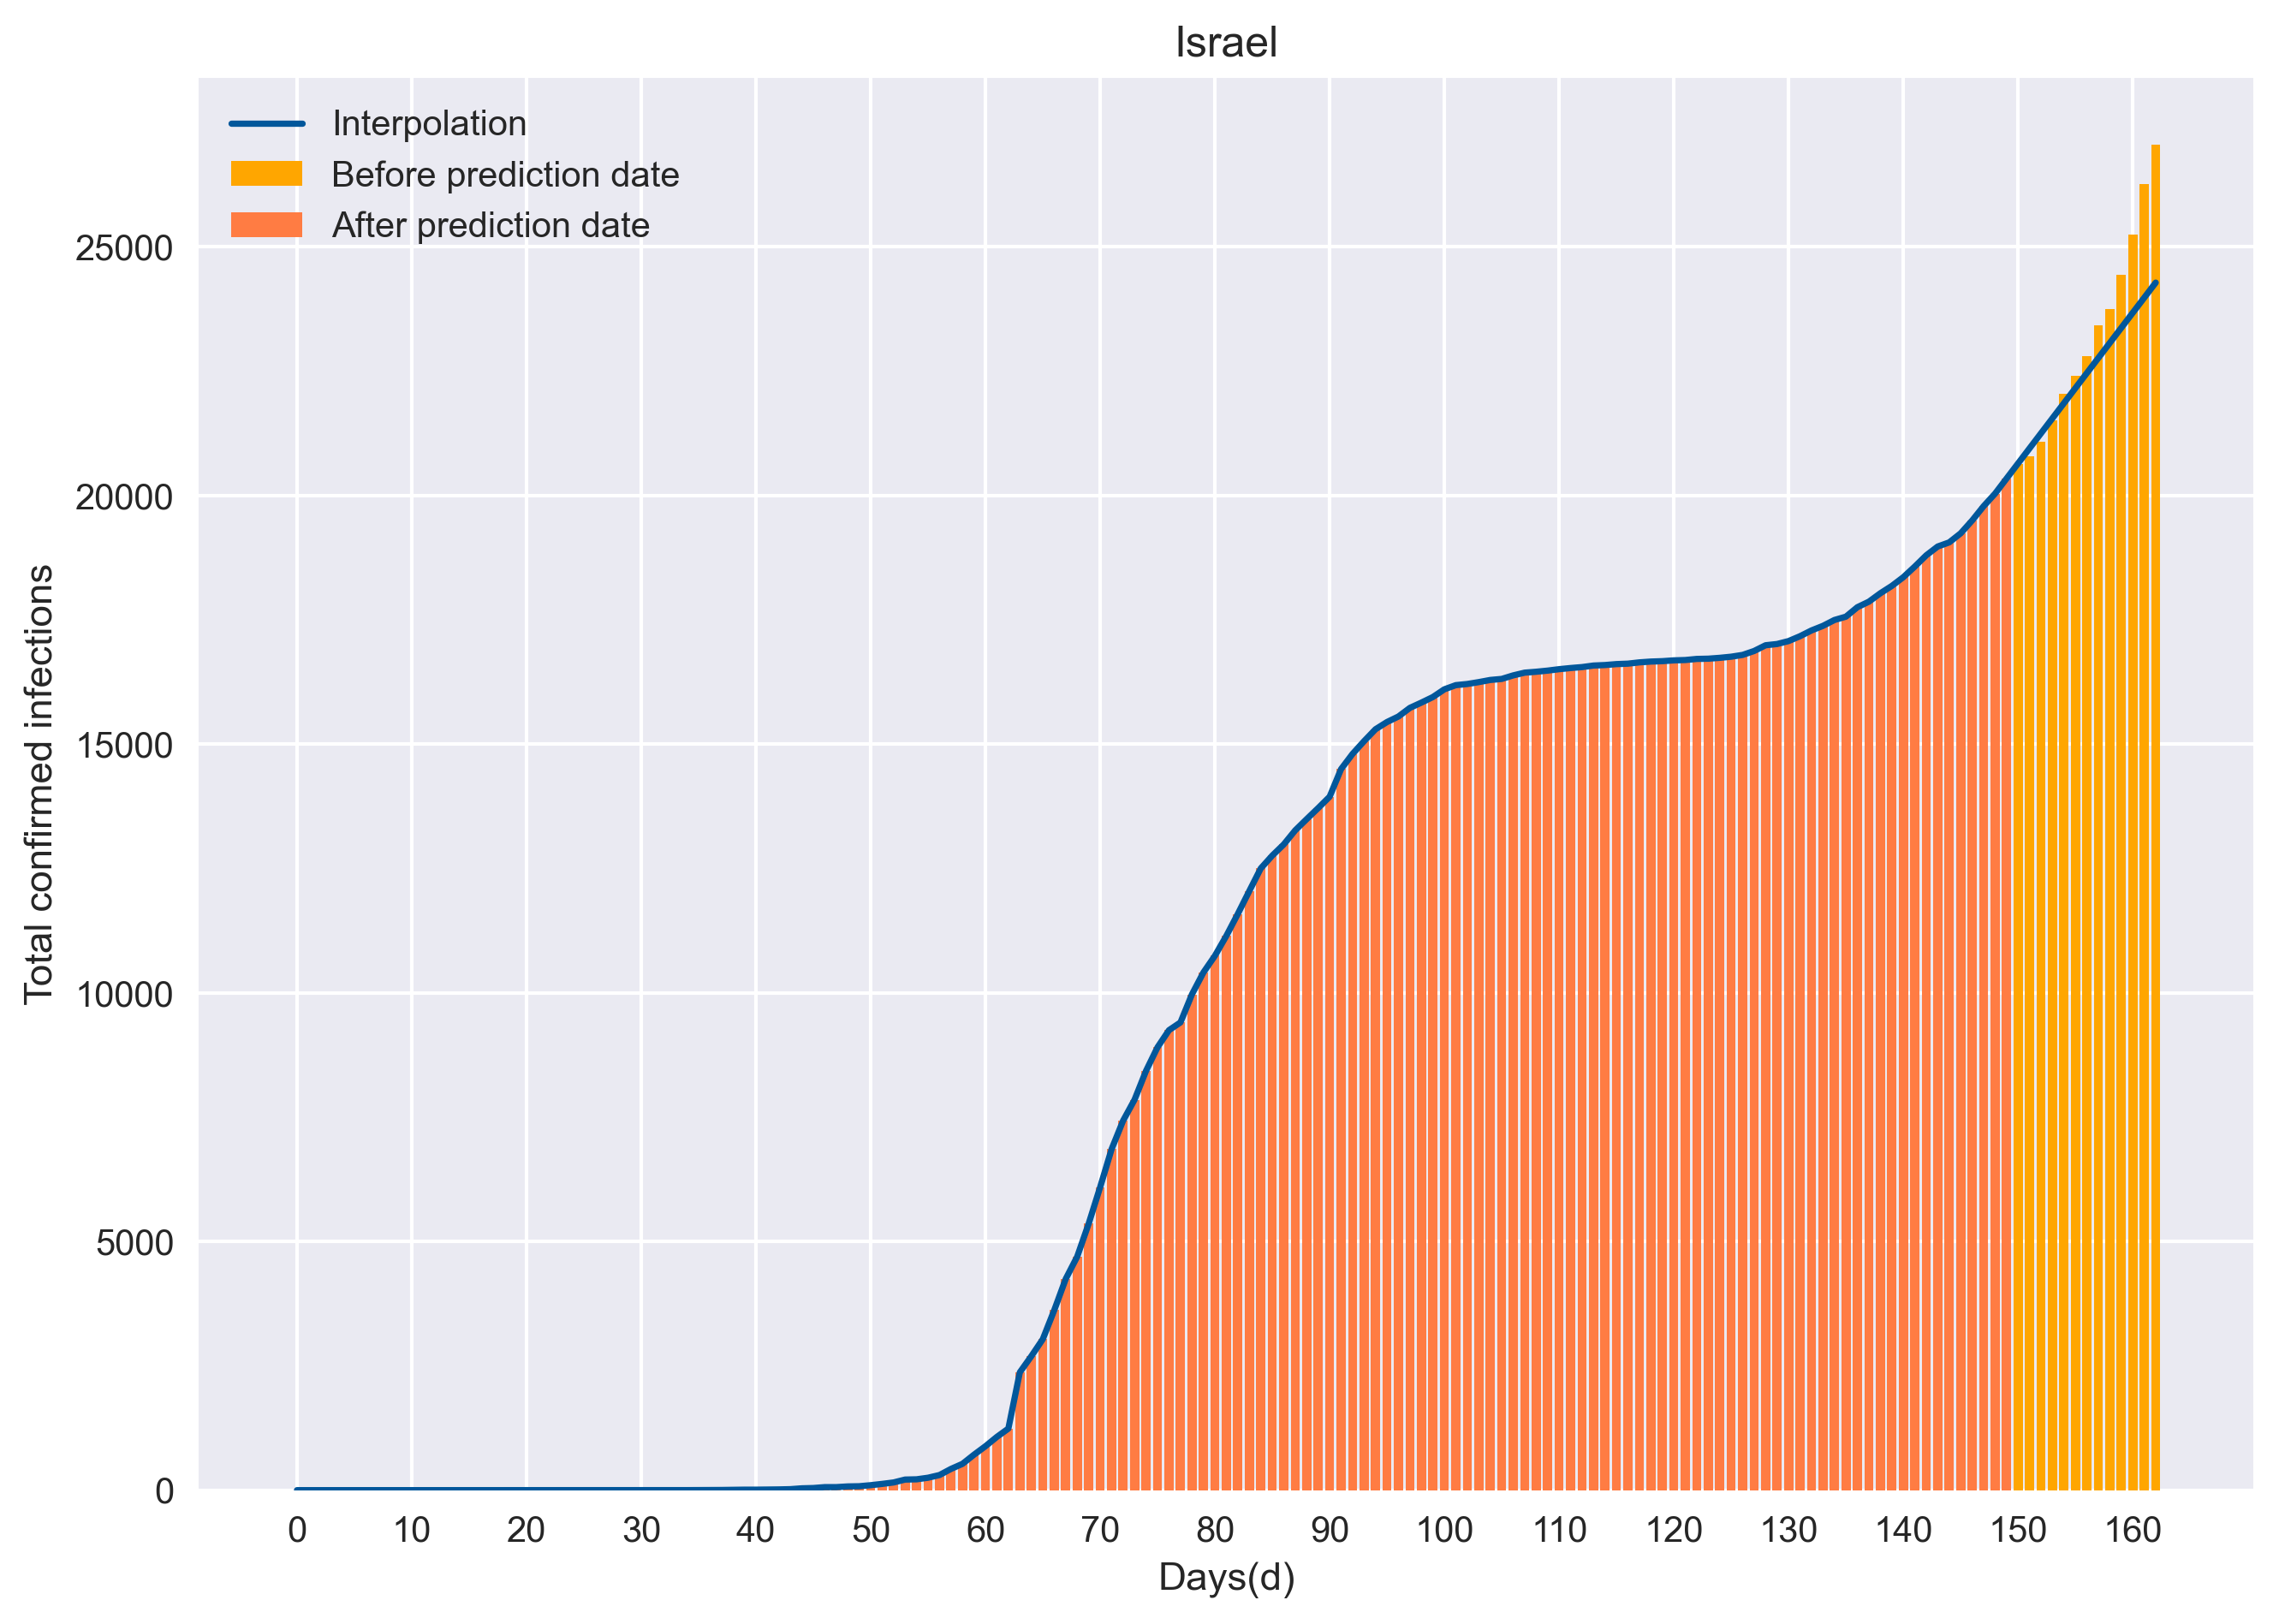 Israel
Interpolation
Before prediction date
After prediction date
25000
20000
15000
10000
5000
0
Total confirmed infections
0 10 20 30 40 50 60 70 80 90 100 110 120 130 140 150 160
Days(d)